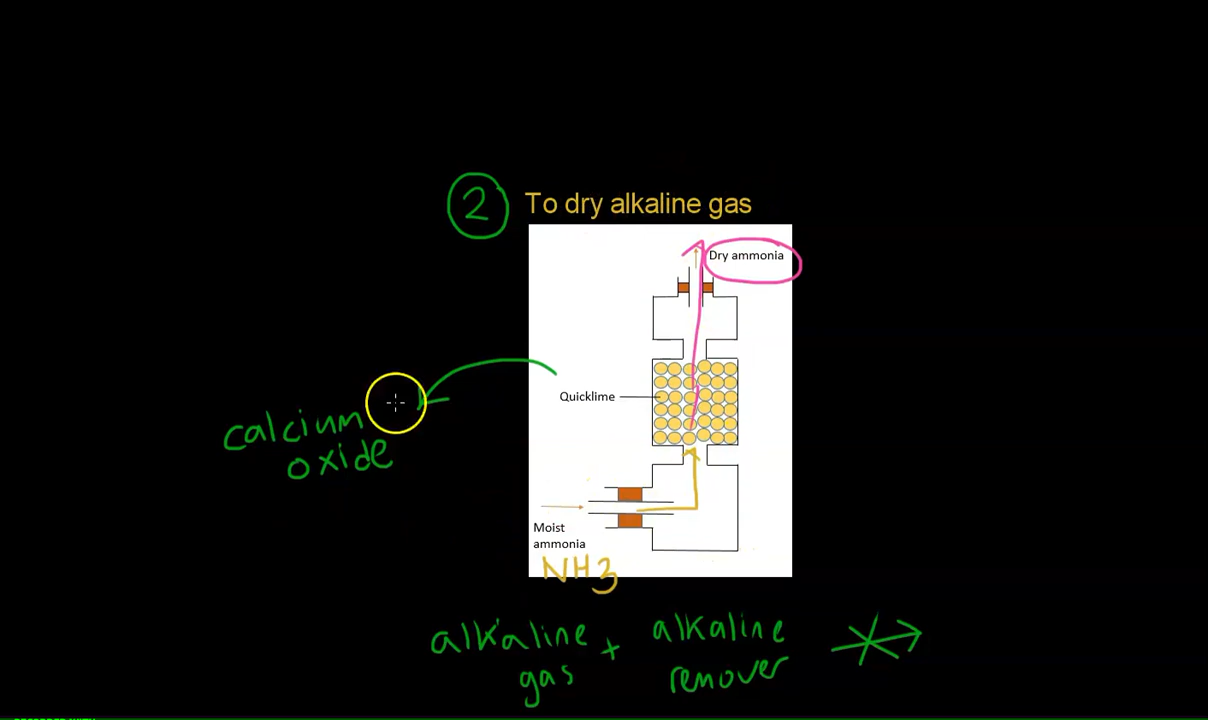 2 To dry alkaline gas
Dry ammonia
Quicklime
calcium
oxide
Moist
ammonia
NH3
alkaline + alkaline
gas remover